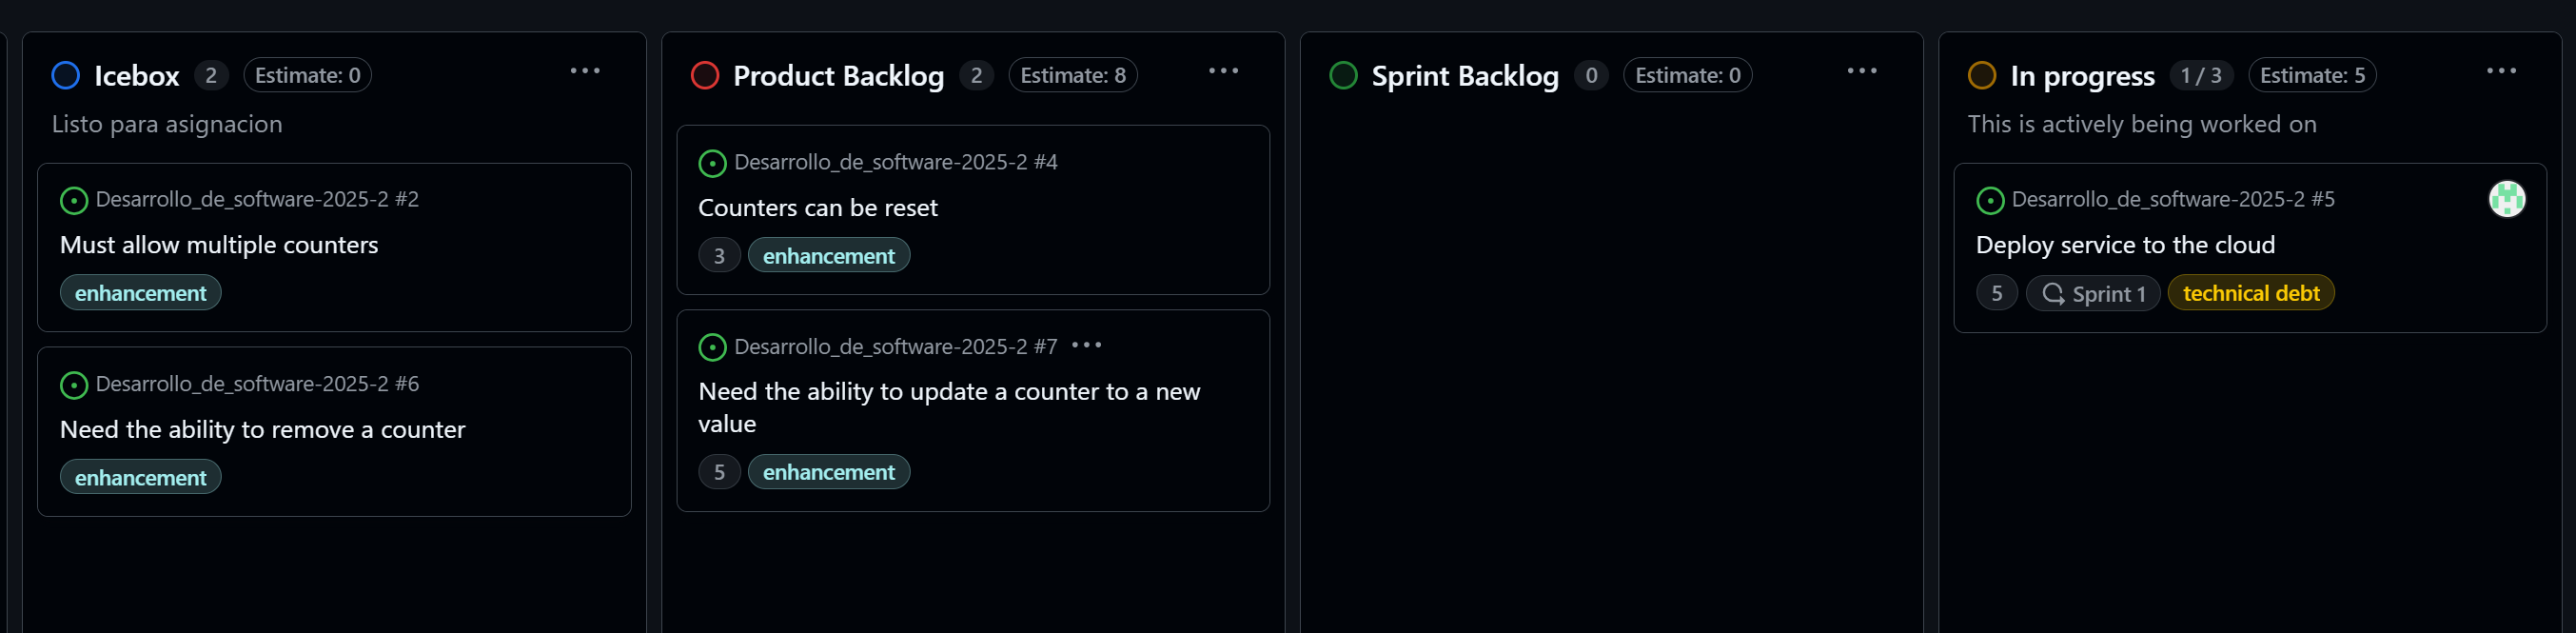 Icebox 2 Estimate: 0
Listo para asignacion
Desarrollo_de_software-2025-2 #2
Must allow multiple counters
enhancement
Desarrollo_de_software-2025-2 #6
Need the ability to remove a counter
enhancement
Product Backlog 2 Estimate: 8
Desarrollo_de_software-2025-2 #4
Counters can be reset
3 enhancement
Desarrollo_de_software-2025-2 #7
Need the ability to update a counter to a new
value
5 enhancement
Sprint Backlog 0 Estimate: 0
In progress 1 / 3 Estimate: 5
This is actively being worked on
Desarrollo_de_software-2025-2 #5
Deploy service to the cloud
5 Sprint 1 technical debt